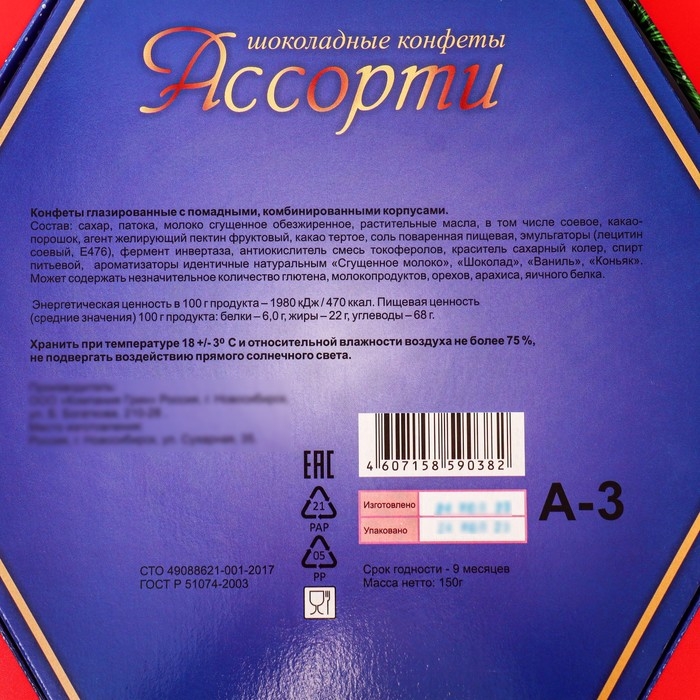 шоколадные конфеты
Ассорти
Конфеты глазированные с помадными, комбинированными корпусами.
Состав: сахар, патока, молоко сгущенное обезжиренное, растительные масла, в том числе соевое, какао-
порошок, агент желирующий пектин фруктовый, какао тертое, соль поваренная пищевая, эмульгаторы (лецитин
соевый, Е476), фермент инвертаза, антиокислитель смесь токоферолов, краситель сахарный колер, спирт
питьевой, ароматизаторы идентичные натуральным «Сгущенное молоко», «Шоколад», «Ваниль», «Коньяк».
Может содержать незначительное количество глютена, молокопродуктов, орехов, арахиса, яичного белка.
Энергетическая ценность в 100 г продукта – 1980 кДж / 470 ккал. Пищевая ценность
(средние значения) 100 г продукта: белки – 6,0 г, жиры – 22 г, углеводы – 68 г.
Хранить при температуре 18 +/- 3º С и относительной влажности воздуха не более 75 %,
не подвергать воздействию прямого солнечного света.
4 607158 590382
EAC
21
PAP
05
PP
Изготовлено
Упаковано
А-3
СТО 49088621-001-2017
ГОСТ Р 51074-2003
Срок годности - 9 месяцев
Масса нетто: 150г